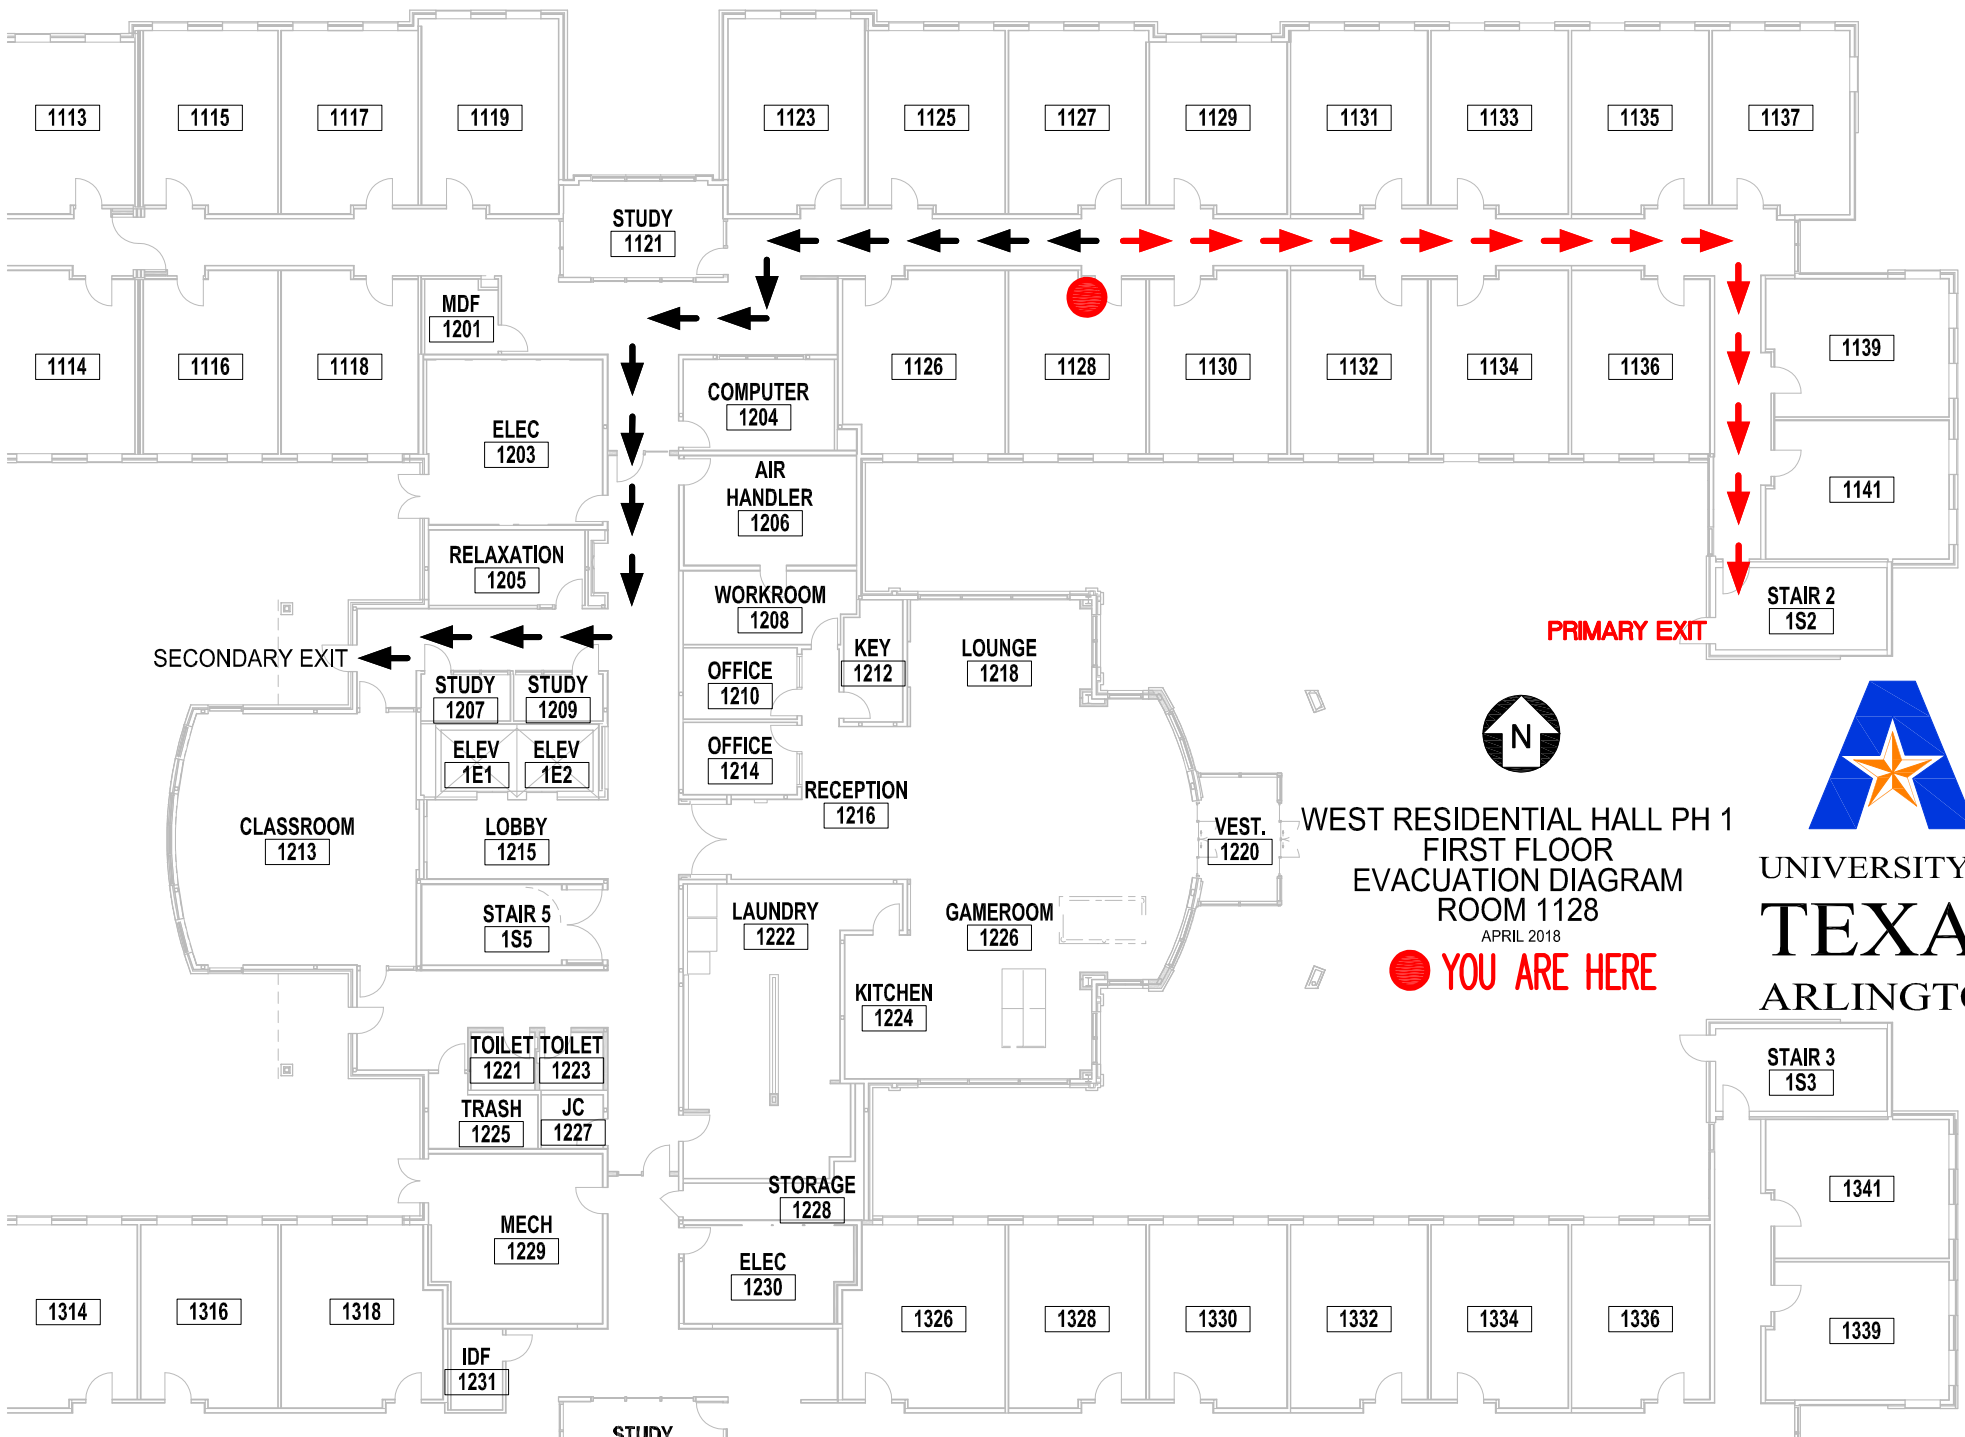 1113
1115
1117
1119
1123
1125
1127
1129
1131
1133
1135
1137
STUDY
1121
MDF
1201
1114
1116
1118
1126
1128
1130
1132
1134
1136
1139
COMPUTER
1204
ELEC
1203
AIR
HANDLER
1206
1141
RELAXATION
1205
WORKROOM
1208
STAIR 2
1S2
PRIMARY EXIT
SECONDARY EXIT
KEY
1212
LOUNGE
1218
OFFICE
1210
STUDY
1207
STUDY
1209
N
ELEV
1E1
ELEV
1E2
OFFICE
1214
RECEPTION
1216
CLASSROOM
1213
LOBBY
1215
VEST.
1220
WEST RESIDENTIAL HALL PH 1
FIRST FLOOR
EVACUATION DIAGRAM
ROOM 1128
APRIL 2018
YOU ARE HERE
UNIVERSITY
TEXA
ARLINGTO
STAIR 5
1S5
LAUNDRY
1222
GAMEROOM
1226
KITCHEN
1224
TOILET
1221
TOILET
1223
STAIR 3
1S3
TRASH
1225
JC
1227
STORAGE
1228
1341
MECH
1229
ELEC
1230
1314
1316
1318
1326
1328
1330
1332
1334
1336
1339
IDF
1231
STUDY